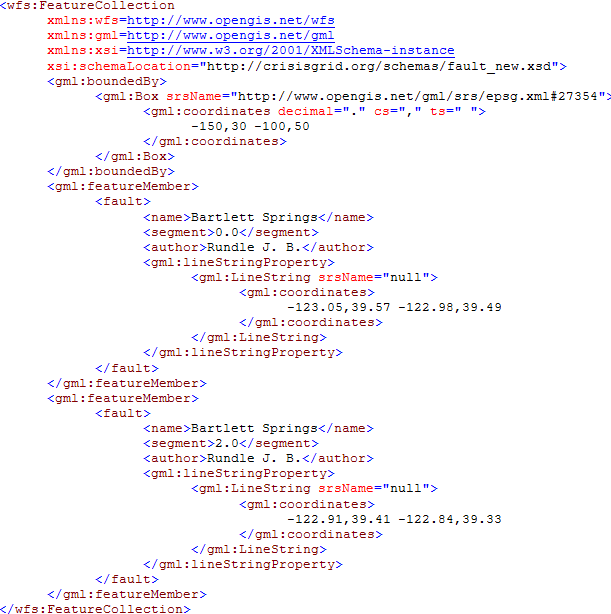 <wfs:FeatureCollection
xmlns:wfs=http://www.opengis.net/wfs
xmlns:gml=http://www.opengis.net/gml
xmlns:xsi=http://www.w3.org/2001/XMLSchema-instance
xsi:schemaLocation="http://crisisgrid.org/schemas/fault_new.xsd">
<gml:boundedBy>
<gml:Box srsName="http://www.opengis.net/gml/srs/epsg.xml#27354">
<gml:coordinates decimal="." cs="," ts=" ">
-150,30 -100,50
</gml:coordinates>
</gml:Box>
</gml:boundedBy>
<gml:featureMember>
<fault>
<name>Bartlett Springs</name>
<segment>0.0</segment>
<author>Rundle J. B.</author>
<gml:lineStringProperty>
<gml:LineString srsName="null">
<gml:coordinates>
-123.05,39.57 -122.98,39.49
</gml:coordinates>
</gml:LineString>
</gml:lineStringProperty>
</fault>
</gml:featureMember>
<gml:featureMember>
<fault>
<name>Bartlett Springs</name>
<segment>2.0</segment>
<author>Rundle J. B.</author>
<gml:lineStringProperty>
<gml:LineString srsName="null">
<gml:coordinates>
-122.91,39.41 -122.84,39.33
</gml:coordinates>
</gml:LineString>
</gml:lineStringProperty>
</fault>
</gml:featureMember>
</wfs:FeatureCollection>